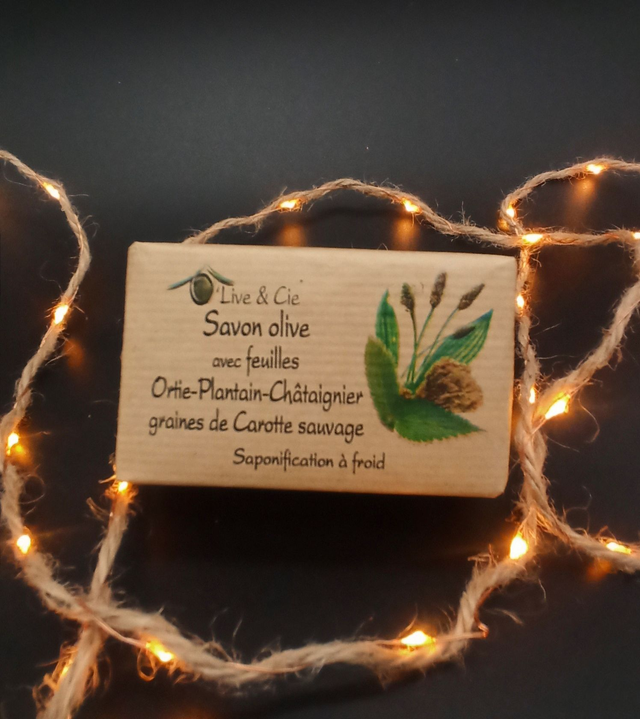 'Live & Cie
Savon olive
avec feuilles
Ortie-Plantain-Châtaignier
graines de Carotte sauvage
Saponification à froid